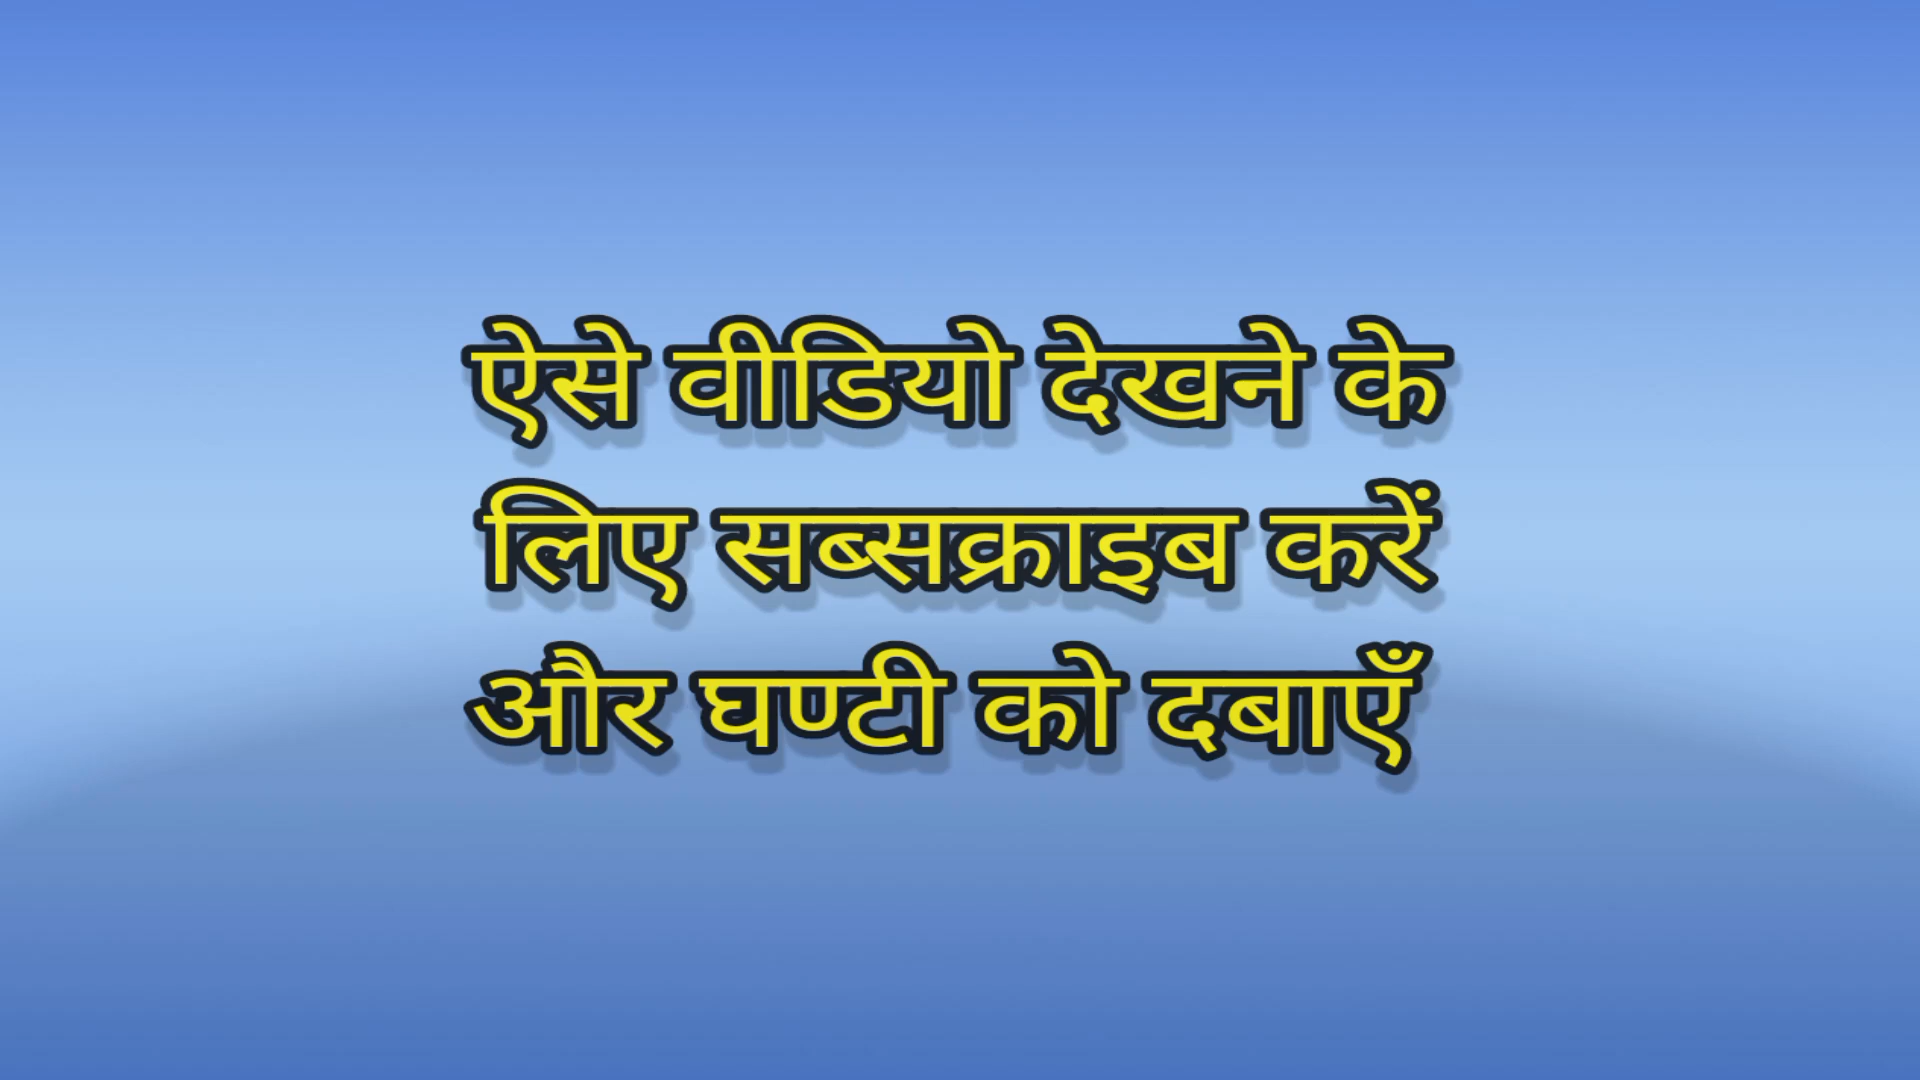 ऐसे वीडियो देखने के
लिए सब्सक्राइब करें
और घण्टी को दबाएँ